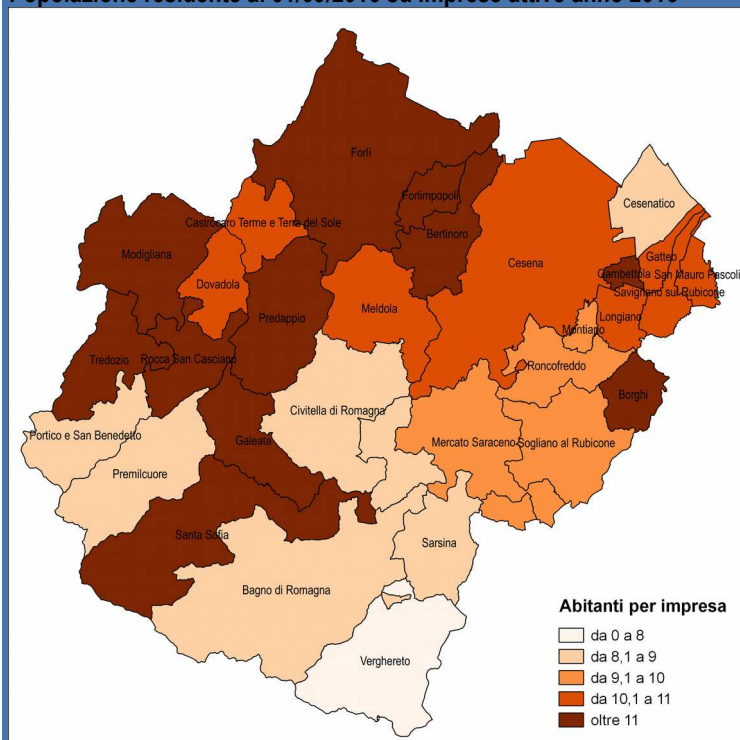 Forlì
Forlimpopoli
Cesenatico
Castrocaro Terme e Terra del Sole
Bertinoro
Modigliana
Gatteo
Cesena
Gambettola
San Mauro Pascoli
Dovadola
Savignano sul Rubicone
Meldola
Predappio
Longiano
Montiano
Tredozio
Rocca San Casciano
Roncofreddo
Borghi
Civitella di Romagna
Portico e San Benedetto
Galeata
Mercato Saraceno
Sogliano al Rubicone
Premilcuore
Santa Sofia
Sarsina
Bagno di Romagna
Verghereto
Abitanti per impresa
da 0 a 8
da 8,1 a 9
da 9,1 a 10
da 10,1 a 11
oltre 11